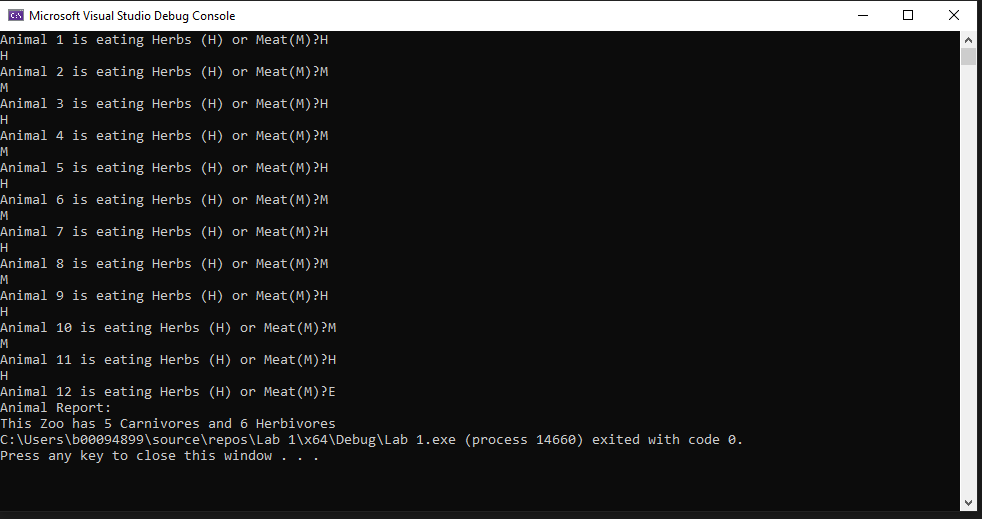 Microsoft Visual Studio Debug Console
Animal 1 is eating Herbs (H) or Meat(M)?H
H
Animal 2 is eating Herbs (H) or Meat(M)?M
M
Animal 3 is eating Herbs (H) or Meat(M)?H
H
Animal 4 is eating Herbs (H) or Meat(M)?M
M
Animal 5 is eating Herbs (H) or Meat(M)?H
H
Animal 6 is eating Herbs (H) or Meat(M)?M
M
Animal 7 is eating Herbs (H) or Meat(M)?H
H
Animal 8 is eating Herbs (H) or Meat(M)?M
M
Animal 9 is eating Herbs (H) or Meat(M)?H
H
Animal 10 is eating Herbs (H) or Meat(M)?M
M
Animal 11 is eating Herbs (H) or Meat(M)?H
H
Animal 12 is eating Herbs (H) or Meat(M)?E
Animal Report:
This Zoo has 5 Carnivores and 6 Herbivores
C:\Users\b00094899\source\repos\Lab 1\x64\Debug\Lab 1.exe (process 14660) exited with code 0.
Press any key to close this window . . .